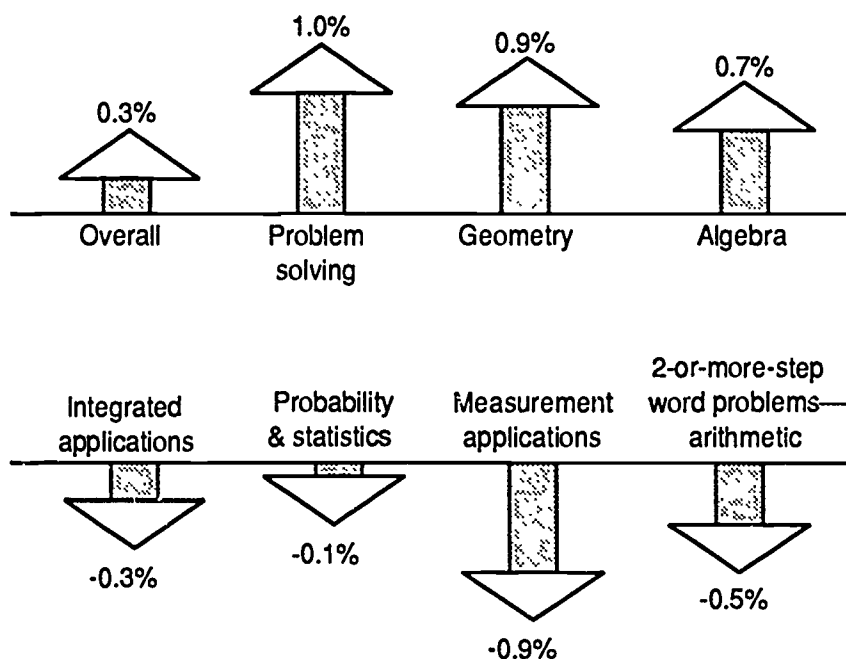 1.0%
0.9%
0.7%
0.3%
Overall
Problem
solving
Geometry
Algebra
Integrated
applications
Probability
& statistics
Measurement
applications
2-or-more-step
word problems—
arithmetic
-0.3%
-0.1%
-0.9%
-0.5%